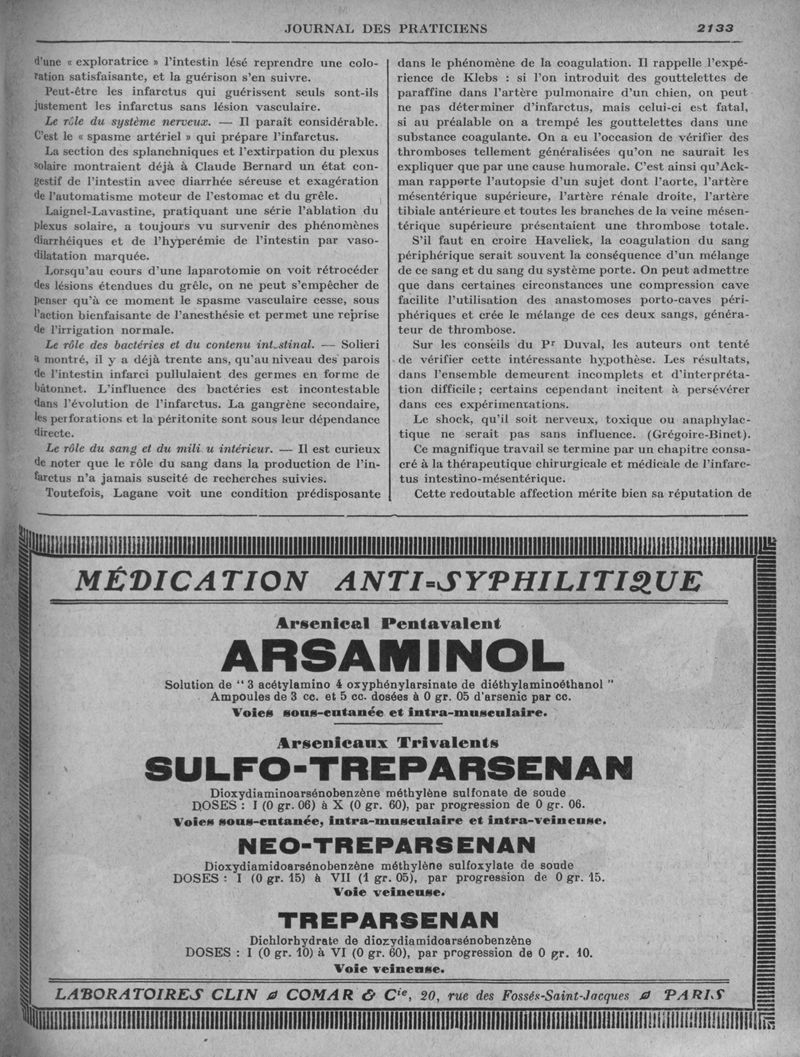 JOURNAL DES PRATICIENS
2133
d'une « exploratrice » l'intestin lésé reprendre une colo-
ration satisfaisante, et la guérison s'en suivre.
Peut-être les infarctus qui guérissent seuls sont-ils
justement les infarctus sans lésion vasculaire.
Le rôle du système nerveux. — Il paraît considérable.
C'est le « spasme artériel » qui prépare l'infarctus.
La section des splanchniques et l'extirpation du plexus
solaire montraient déjà à Claude Bernard un état con-
gestif de l'intestin avec diarrhée séreuse et exagération
de l'automatisme moteur de l'estomac et du grêle.
Laignel-Lavastine, pratiquant une série l'ablation du
plexus solaire, a toujours vu survenir des phénomènes
diarrhéiques et de l'hyperémie de l'intestin par vaso-
dilatation marquée.
Lorsqu'au cours d'une laparotomie on voit rétrocéder
des lésions étendues du grêle, on ne peut s'empêcher de
penser qu'à ce moment le spasme vasculaire cesse, sous
l'action bienfaisante de l'anesthésie et permet une reprise
de l'irrigation normale.
Le rôle des bactéries et du contenu int_stinal. — Solieri
a montré, il y a déjà trente ans, qu'au niveau des parois
de l'intestin infarci pullulaient des germes en forme de
bâtonnet. L'influence des bactéries est incontestable
dans l'évolution de l'infarctus. La gangrène secondaire,
les perforations et la péritonite sont sous leur dépendance
directe.
Le rôle du sang et du mili u intérieur. — Il est curieux
de noter que le rôle du sang dans la production de l'in-
farctus n'a jamais suscité de recherches suivies.
Toutefois, Lagane voit une condition prédisposante
dans le phénomène de la coagulation. Il rappelle l'expé-
rience de Klebs : si l'on introduit des gouttelettes de
paraffine dans l'artère pulmonaire d'un chien, on peut
ne pas déterminer d'infarctus, mais celui-ci est fatal,
si au préalable on a trempé les gouttelettes dans une
substance coagulante. On a eu l'occasion de vérifier des
thromboses tellement généralisées qu'on ne saurait les
expliquer que par une cause humorale. C'est ainsi qu'Ack-
man rapporte l'autopsie d'un sujet dont l'aorte, l'artère
mésentérique supérieure, l'artère rénale droite, l'artère
tibiale antérieure et toutes les branches de la veine mésen-
térique supérieure présentaient une thrombose totale.
S'il faut en croire Havelick, la coagulation du sang
périphérique serait souvent la conséquence d'un mélange
de ce sang et du sang du système porte. On peut admettre
que dans certaines circonstances une compression cave
facilite l'utilisation des anastomoses porto-caves péri-
phériques et crée le mélange de ces deux sangs, généra-
teur de thrombose.
Sur les conseils du Pr Duval, les auteurs ont tenté
de vérifier cette intéressante hypothèse. Les résultats,
dans l'ensemble demeurent incomplets et d'interpréta-
tion difficile ; certains cependant incitent à persévérer
dans ces expérimentations.
Le shock, qu'il soit nerveux, toxique ou anaphylac-
tique ne serait pas sans influence. (Grégoire-Binet).
Ce magnifique travail se termine par un chapitre consa-
cré à la thérapeutique chirurgicale et médicale de l'infarc-
tus intestino-mésentérique.
Cette redoutable affection mérite bien sa réputation de
MÉDICATION ANTI=SYPHILITIQUE
Arsenical Pentavalent
ARSAMINOL
Solution de " 3 acétylamino 4 oxyphénylarsinate de diéthylaminoéthanol "
Ampoules de 3 cc. et 5 cc. dosées à 0 gr. 05 d'arsenic par cc.
Voies sous-cutanée et intra-musculaire.
Arsenicaux Trivalents
SULFO-TREPARSENAN
Dioxydiaminoarsénobenzène méthylène sulfonate de soude
DOSES : I (0 gr. 06) à X (0 gr. 60), par progression de 0 gr. 06.
Voies sous-cutanée, intra-musculaire et intra-veineuse.
NEO-TREPARSENAN
Dioxydiamidoarsénobenzène méthylène sulfoxylate de soude
DOSES : I (0 gr. 15) à VII (1 gr. 05), par progression de 0 gr. 15.
Voie veineuse.
TREPARSENAN
Dichlorhydrate de dioxydiamidoarsénobenzène
DOSES : I (0 gr. 10) à VI (0 gr. 60), par progression de 0 gr. 10.
Voie veineuse.
LABORATOIRES CLIN ø COMAR & Cie, 20, rue des Fossés-Saint-Jacques ø PARIS